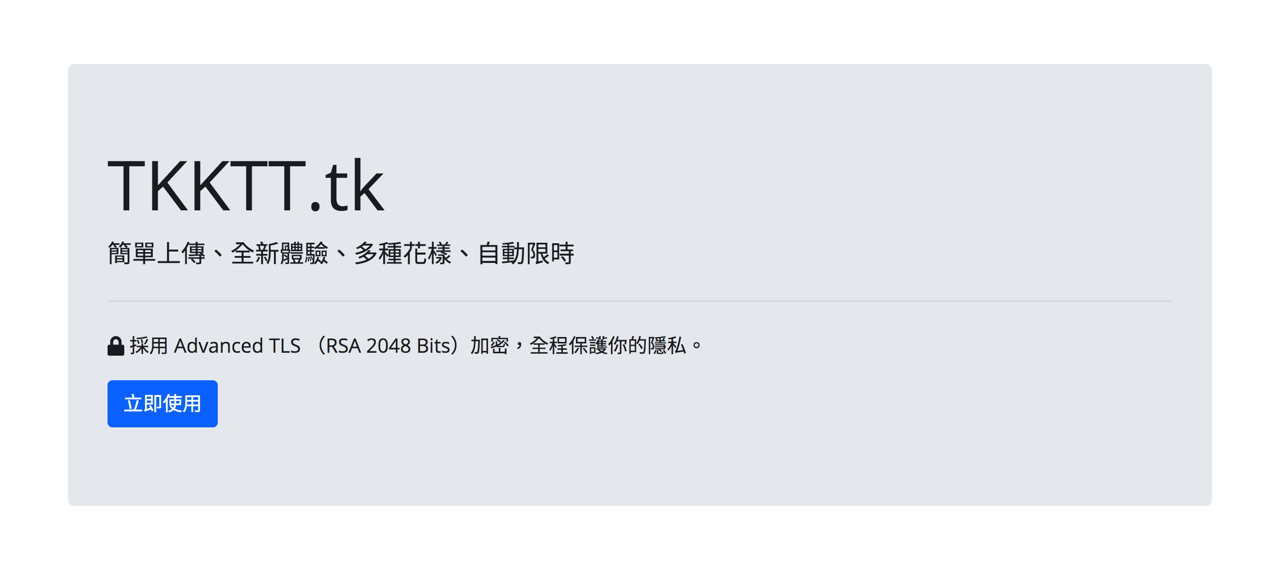 TKKTT.tk
簡單上傳、全新體驗、多種花樣、自動限時
採用 Advanced TLS （RSA 2048 Bits）加密，全程保護你的隱私。
立即使用